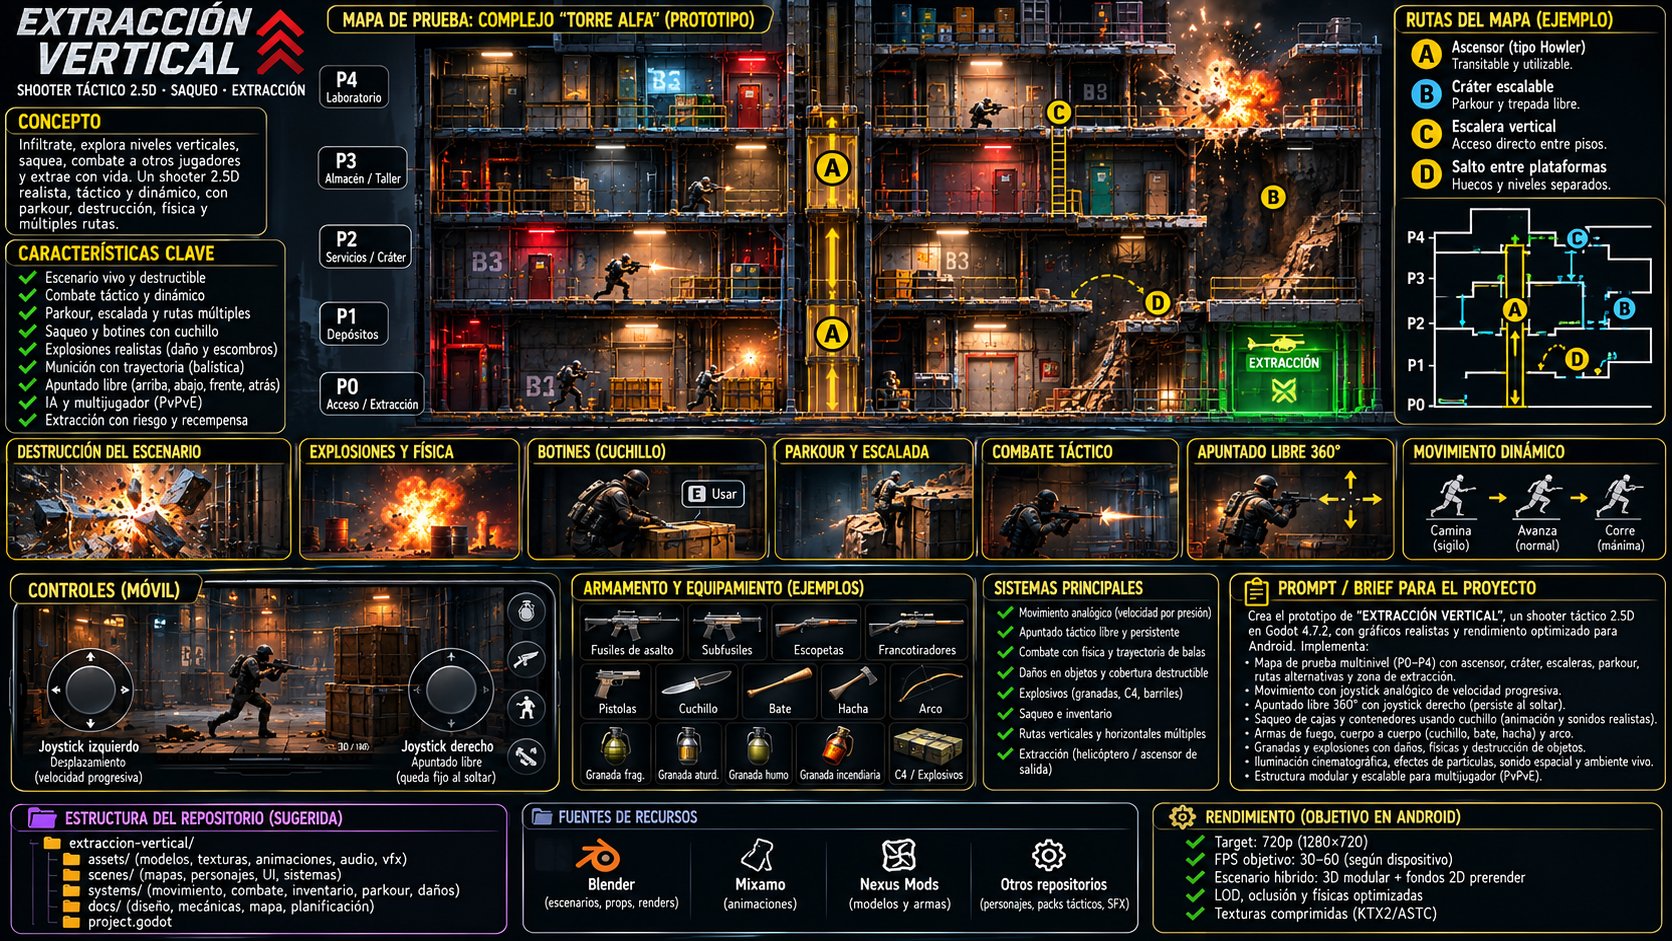 EXTRACCIÓN
VERTICAL
SHOOTER TÁCTICO 2.5D · SAQUEO · EXTRACCIÓN
CONCEPTO
Infíltrate, explora niveles verticales,
saquea, combate a otros jugadores
y extrae con vida. Un shooter 2.5D
realista, táctico y dinámico, con
parkour, destrucción, física y
múltiples rutas.
CARACTERÍSTICAS CLAVE
Escenario vivo y destructible
Combate táctico y dinámico
Parkour, escalada y rutas múltiples
Saqueo y botines con cuchillo
Explosiones realistas (daño y escombros)
Munición con trayectoria (balística)
Apuntado libre (arriba, abajo, frente, atrás)
IA y multijugador (PvPvE)
Extracción con riesgo y recompensa
MAPA DE PRUEBA: COMPLEJO "TORRE ALFA" (PROTOTIPO)
P4
Laboratorio
P3
Almacén / Taller
P2
Servicios / Cráter
P1
Depósitos
P0
Acceso / Extracción
B3
B3
C
A
B
B3
B3
D
A
B3
EXTRACCIÓN
RUTAS DEL MAPA (EJEMPLO)
A
Ascensor (tipo Howler)
Transitable y utilizable.
B
Cráter escalable
Parkour y trepada libre.
C
Escalera vertical
Acceso directo entre pisos.
D
Salto entre plataformas
Huecos y niveles separados.
P4
C
P3
A
B
P2
D
P1
P0
DESTRUCCIÓN DEL ESCENARIO
EXPLOSIONES Y FÍSICA
BOTINES (CUCHILLO)
E Usar
PARKOUR Y ESCALADA
COMBATE TÁCTICO
APUNTADO LIBRE 360°
MOVIMIENTO DINÁMICO
Camina
(sigilo)
Avanza
(normal)
Corre
(mánima)
CONTROLES (MÓVIL)
Joystick izquierdo
Desplazamiento
(velocidad progresiva)
Joystick derecho
Apuntado libre
(queda fijo al soltar)
ARMAMENTO Y EQUIPAMIENTO (EJEMPLOS)
Fusiles de asalto
Subfusiles
Escopetas
Francotiradores
Pistolas
Cuchillo
Bate
Hacha
Arco
Granada frag.
Granada aturd.
Granada humo
Granada incendiaria
C4 / Explosivos
SISTEMAS PRINCIPALES
Movimiento analógico (velocidad por presión)
Apuntado táctico libre y persistente
Combate con física y trayectoria de balas
Daños en objetos y cobertura destructible
Explosivos (granadas, C4, barriles)
Saqueo e inventario
Rutas verticales y horizontales múltiples
Extracción (helicóptero / ascensor de
salida)
PROMPT / BRIEF PARA EL PROYECTO
Crea el prototipo de "EXTRACCIÓN VERTICAL", un shooter táctico 2.5D
en Godot 4.7.2, con gráficos realistas y rendimiento optimizado para
Android. Implementa:
• Mapa de prueba multinivel (P0–P4) con ascensor, cráter, escaleras, parkour,
rutas alternativas y zona de extracción.
• Movimiento con joystick analógico de velocidad progresiva.
• Apuntado libre 360° con joystick derecho (persiste al soltar).
• Saqueo de cajas y contenedores usando cuchillo (animación y sonidos realistas).
• Armas de fuego, cuerpo a cuerpo (cuchillo, bate, hacha) y arco.
• Granadas y explosiones con daños, físicas y destrucción de objetos.
• Iluminación cinematográfica, efectos de partículas, sonido espacial y ambiente vivo.
• Estructura modular y escalable para multijugador (PvPvE).
ESTRUCTURA DEL REPOSITORIO (SUGERIDA)
extraccion-vertical/
assets/ (modelos, texturas, animaciones, audio, vfx)
scenes/ (mapas, personajes, UI, sistemas)
systems/ (movimiento, combate, inventario, parkour, daños)
docs/ (diseño, mecánicas, mapa, planificación)
project.godot
FUENTES DE RECURSOS
Blender
(escenarios, props, renders)
Mixamo
(animaciones)
Nexus Mods
(modelos y armas)
Otros repositorios
(personajes, packs tácticos, SFX)
RENDIMIENTO (OBJETIVO EN ANDROID)
Target: 720p (1280×720)
FPS objetivo: 30–60 (según dispositivo)
Escenario híbrido: 3D modular + fondos 2D prerender
LOD, oclusión y físicas optimizadas
Texturas comprimidas (KTX2/ASTC)